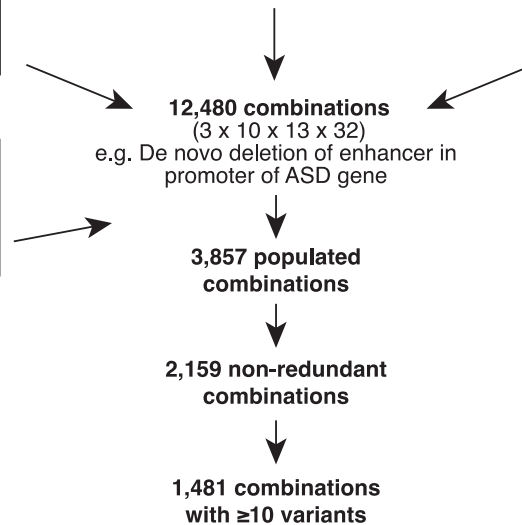 12,480 combinations
(3 x 10 x 13 x 32)
e.g. De novo deletion of enhancer in
promoter of ASD gene
3,857 populated
combinations
2,159 non-redundant
combinations
1,481 combinations
with ≥10 variants